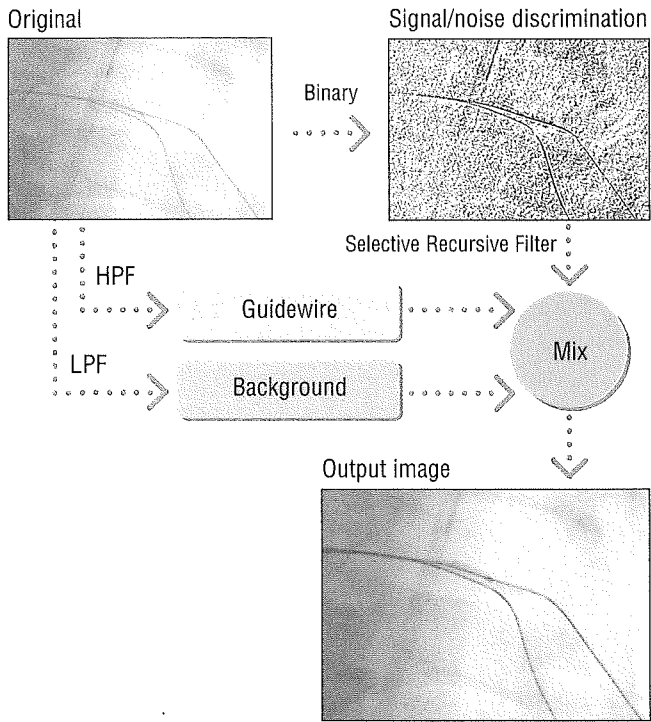 Original
Signal/noise discrimination
Binary
Selective Recursive Filter
HPF
Guidewire
Mix
LPF
Background
Output image